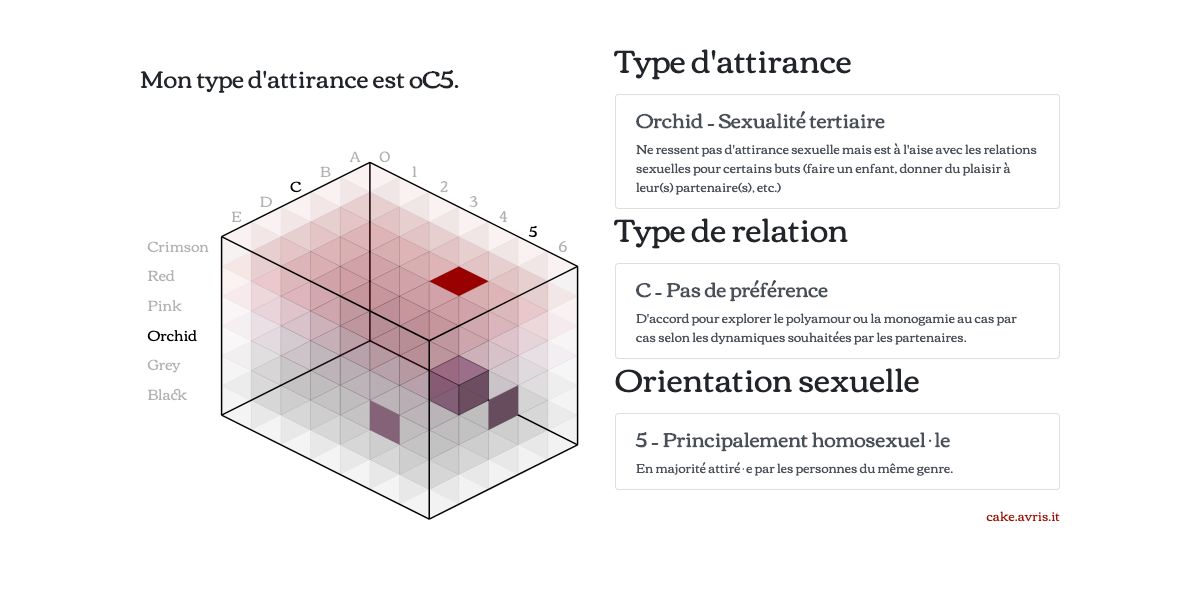 Mon type d'attirance est oC5.
A O
B 1
C 2
D 3
E 4
5
6
Crimson
Red
Pink
Orchid
Grey
Black
Type d'attirance
Orchid - Sexualité tertiaire
Ne ressent pas d'attirance sexuelle mais est à l'aise avec les relations
sexuelles pour certains buts (faire un enfant, donner du plaisir à
leur(s) partenaire(s), etc.)
Type de relation
C - Pas de préférence
D'accord pour explorer le polyamour ou la monogamie au cas par
cas selon les dynamiques souhaitées par les partenaires.
Orientation sexuelle
5 - Principalement homosexuel·le
En majorité attiré·e par les personnes du même genre.
cake.avris.it